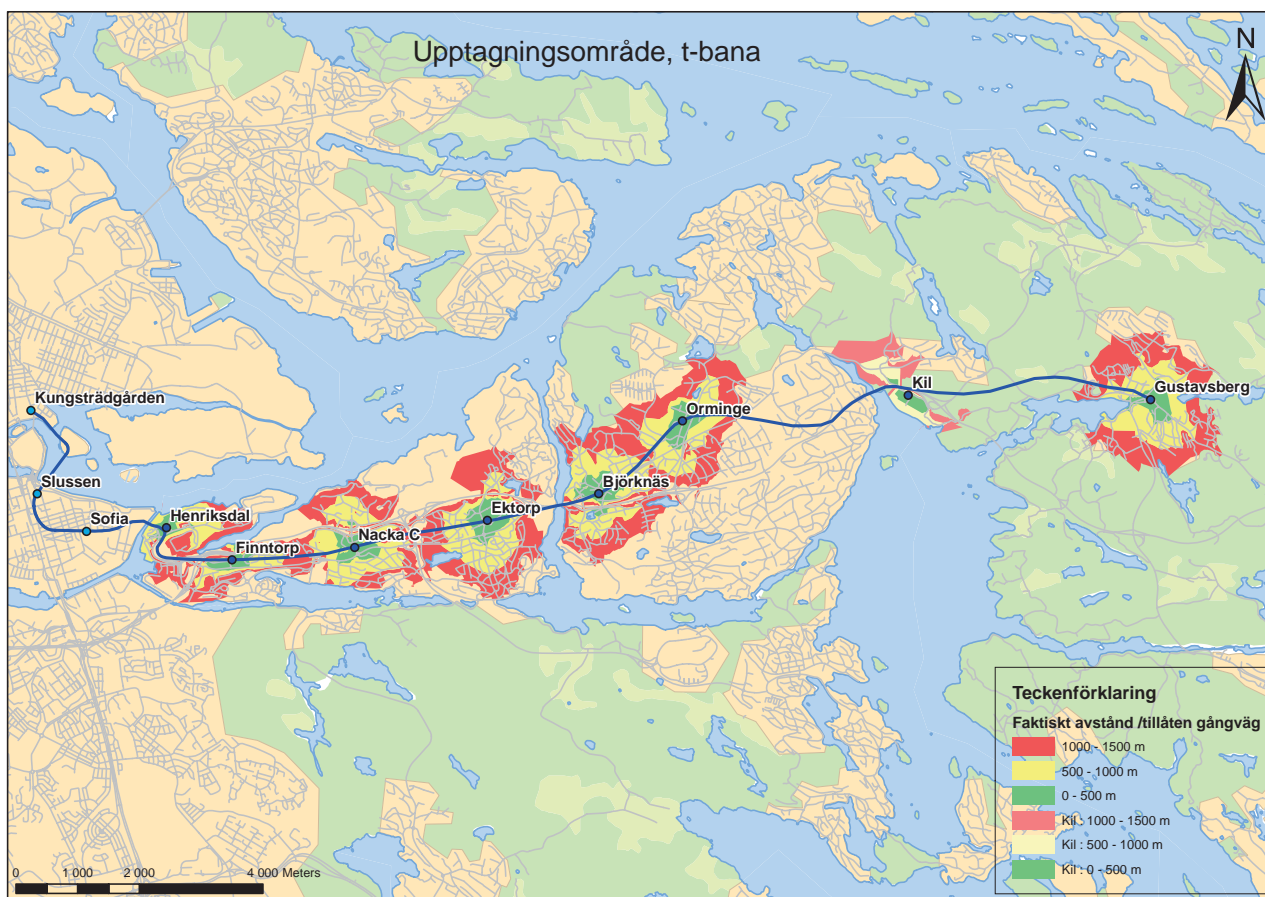 Upptagningsområde, t-bana
N
Kungsträdgården
Slussen
Sofia
Henriksdal
Finntorp
Nacka C
Ektorp
Björknäs
Orminge
Kil
Gustavsberg
Teckenförklaring
Faktiskt avstånd /tillåten gångväg
1000 - 1500 m
500 - 1000 m
0 - 500 m
Kil : 1000 - 1500 m
Kil : 500 - 1000 m
Kil : 0 - 500 m
0 1 000 2 000 4 000 Meters